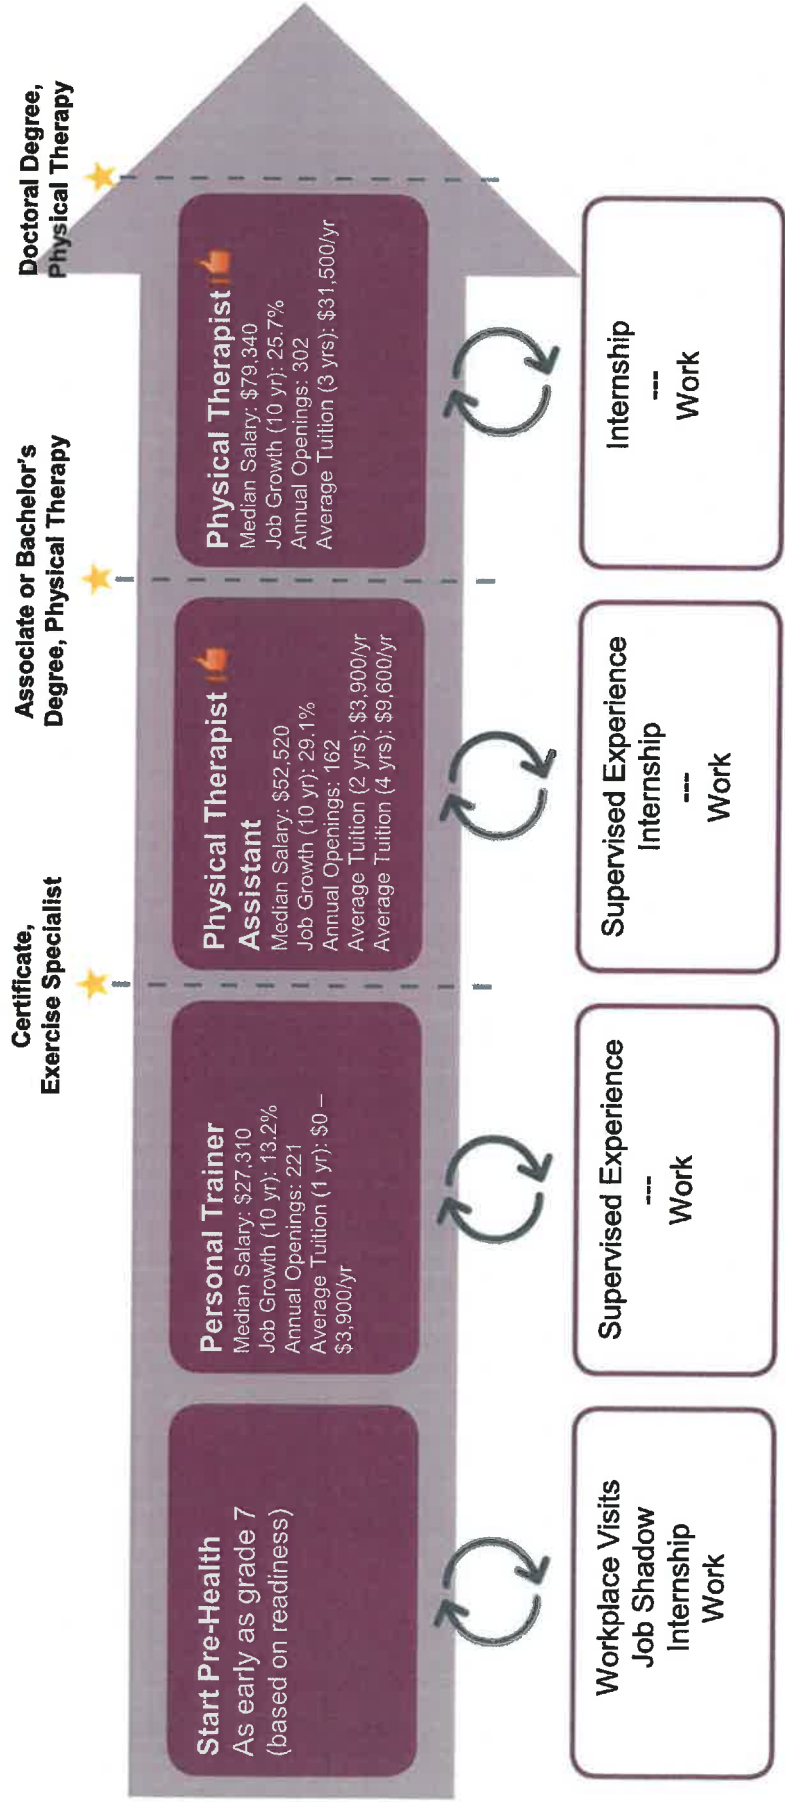 Certificate,
Exercise Specialist
Associate or Bachelor's
Degree, Physical Therapy
Doctoral Degree,
Physical Therapy
Start Pre-Health
As early as grade 7
(based on readiness)
Personal Trainer
Median Salary: $27,310
Job Growth (10 yr): 13.2%
Annual Openings: 221
Average Tuition (1 yr): $0 –
$3,900/yr
Physical Therapist
Assistant
Median Salary: $52,520
Job Growth (10 yr): 29.1%
Annual Openings: 162
Average Tuition (2 yrs): $3,900/yr
Average Tuition (4 yrs): $9,600/yr
Physical Therapist
Median Salary: $79,340
Job Growth (10 yr): 25.7%
Annual Openings: 302
Average Tuition (3 yrs): $31,500/yr
Workplace Visits
Job Shadow
Internship
Work
Supervised Experience
---
Work
Supervised Experience
Internship
---
Work
Internship
---
Work